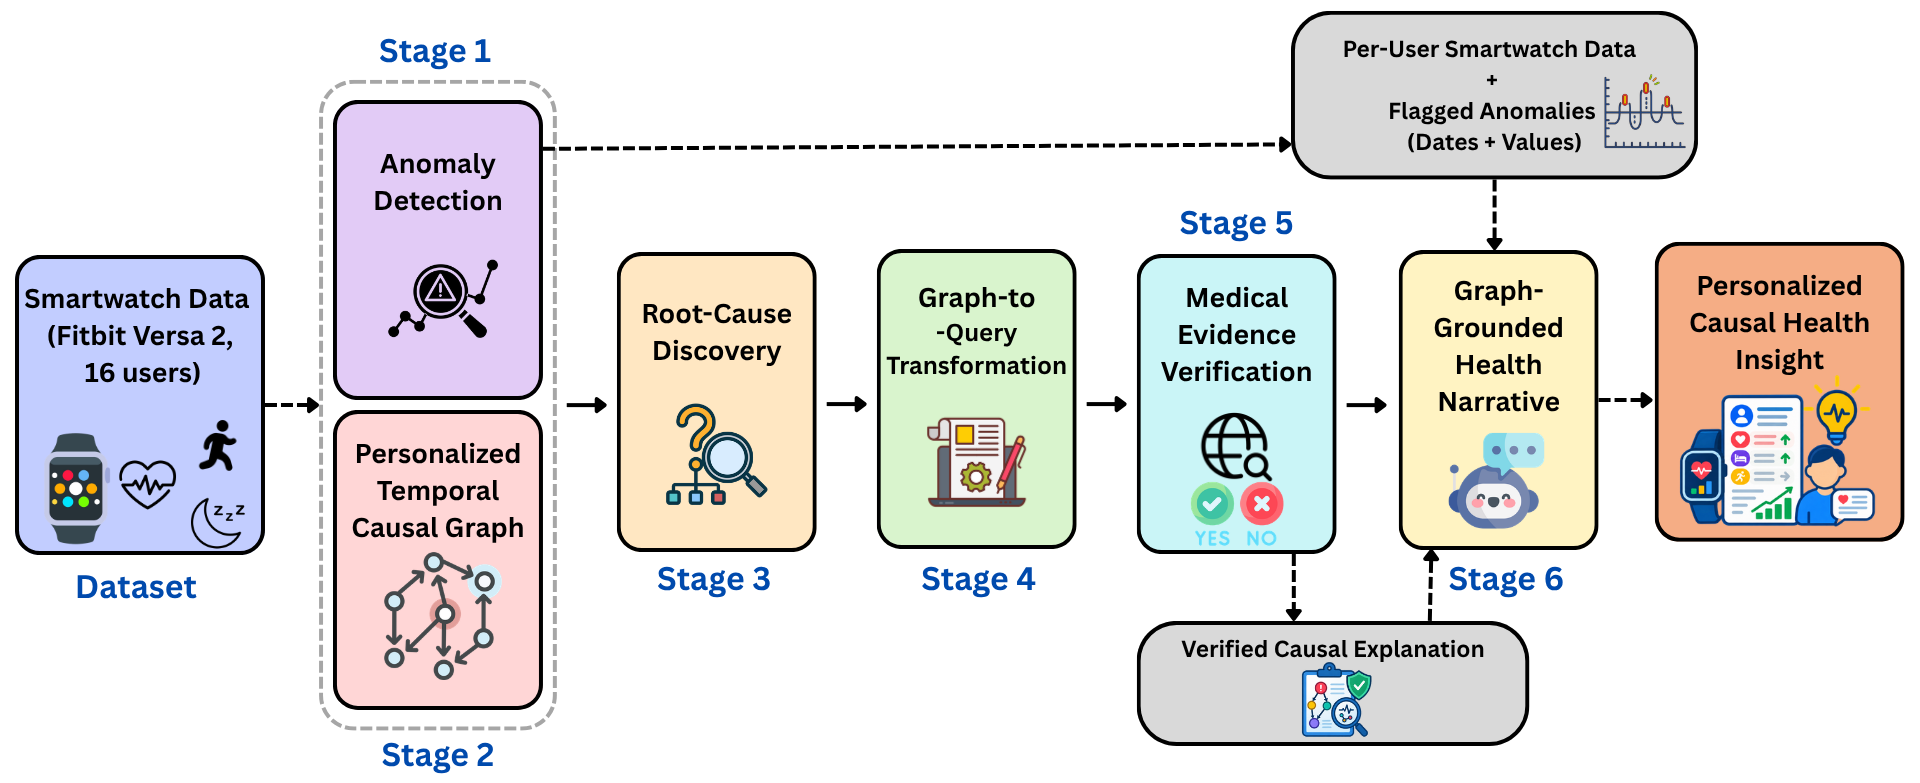 Stage 1
Anomaly
Detection
Personalized
Temporal
Causal Graph
Stage 2
Smartwatch Data
(Fitbit Versa 2,
16 users)
z z z
Dataset
Root-Cause
Discovery
Stage 3
Graph-to
-Query
Transformation
Stage 4
Stage 5
Medical
Evidence
Verification
YES NO
Verified Causal Explanation
Per-User Smartwatch Data
+
Flagged Anomalies
(Dates + Values)
Graph-
Grounded
Health
Narrative
Stage 6
Personalized
Causal Health
Insight